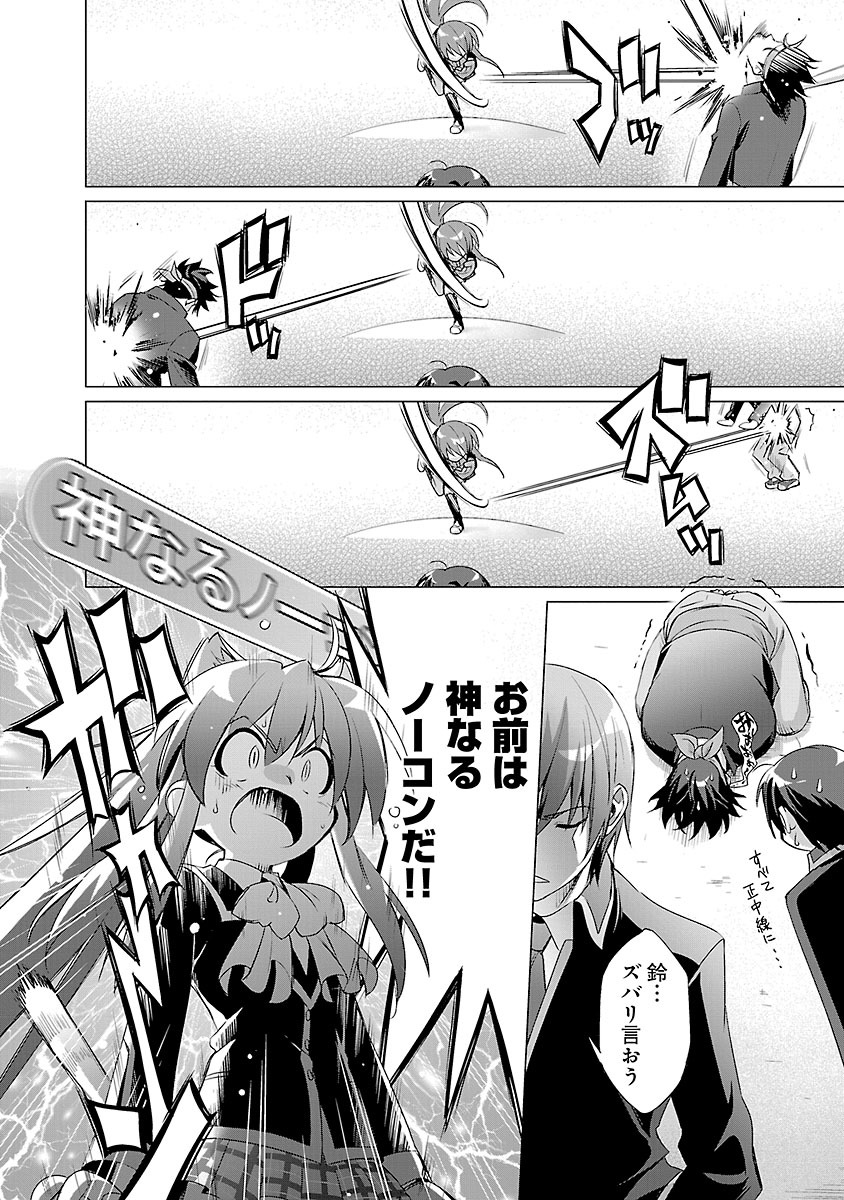 ゴッ
ドドッ
ズドッ
すべて
正中線に…
鈴…
ズバリ言おう
お前は
神なる
ノーコンだ!!
神なるノー
ガガーン